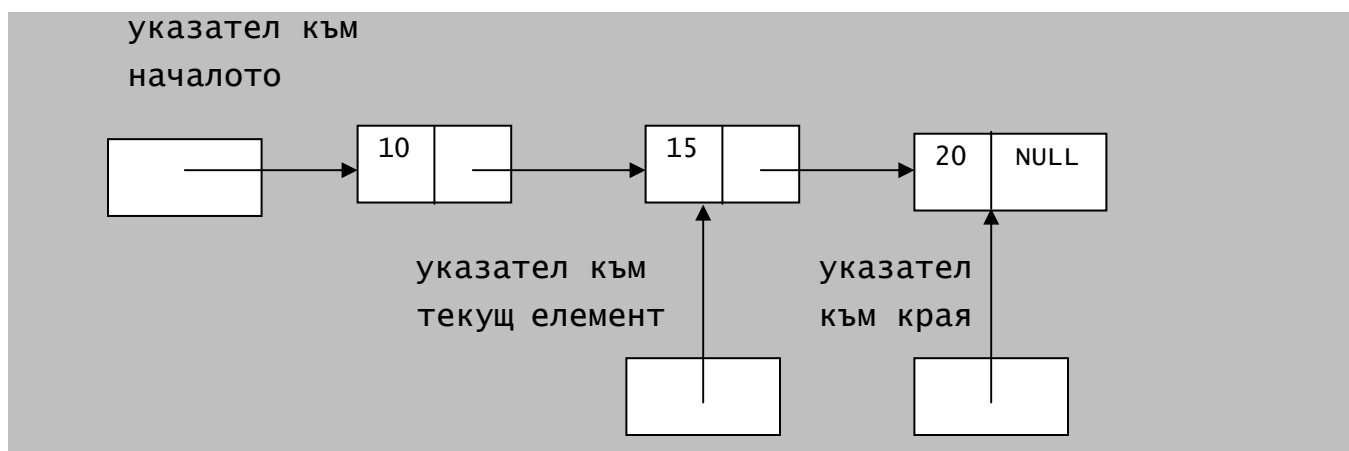 указател към
началото
10
15
20
NULL
указател към
текущ елемент
указател
към края